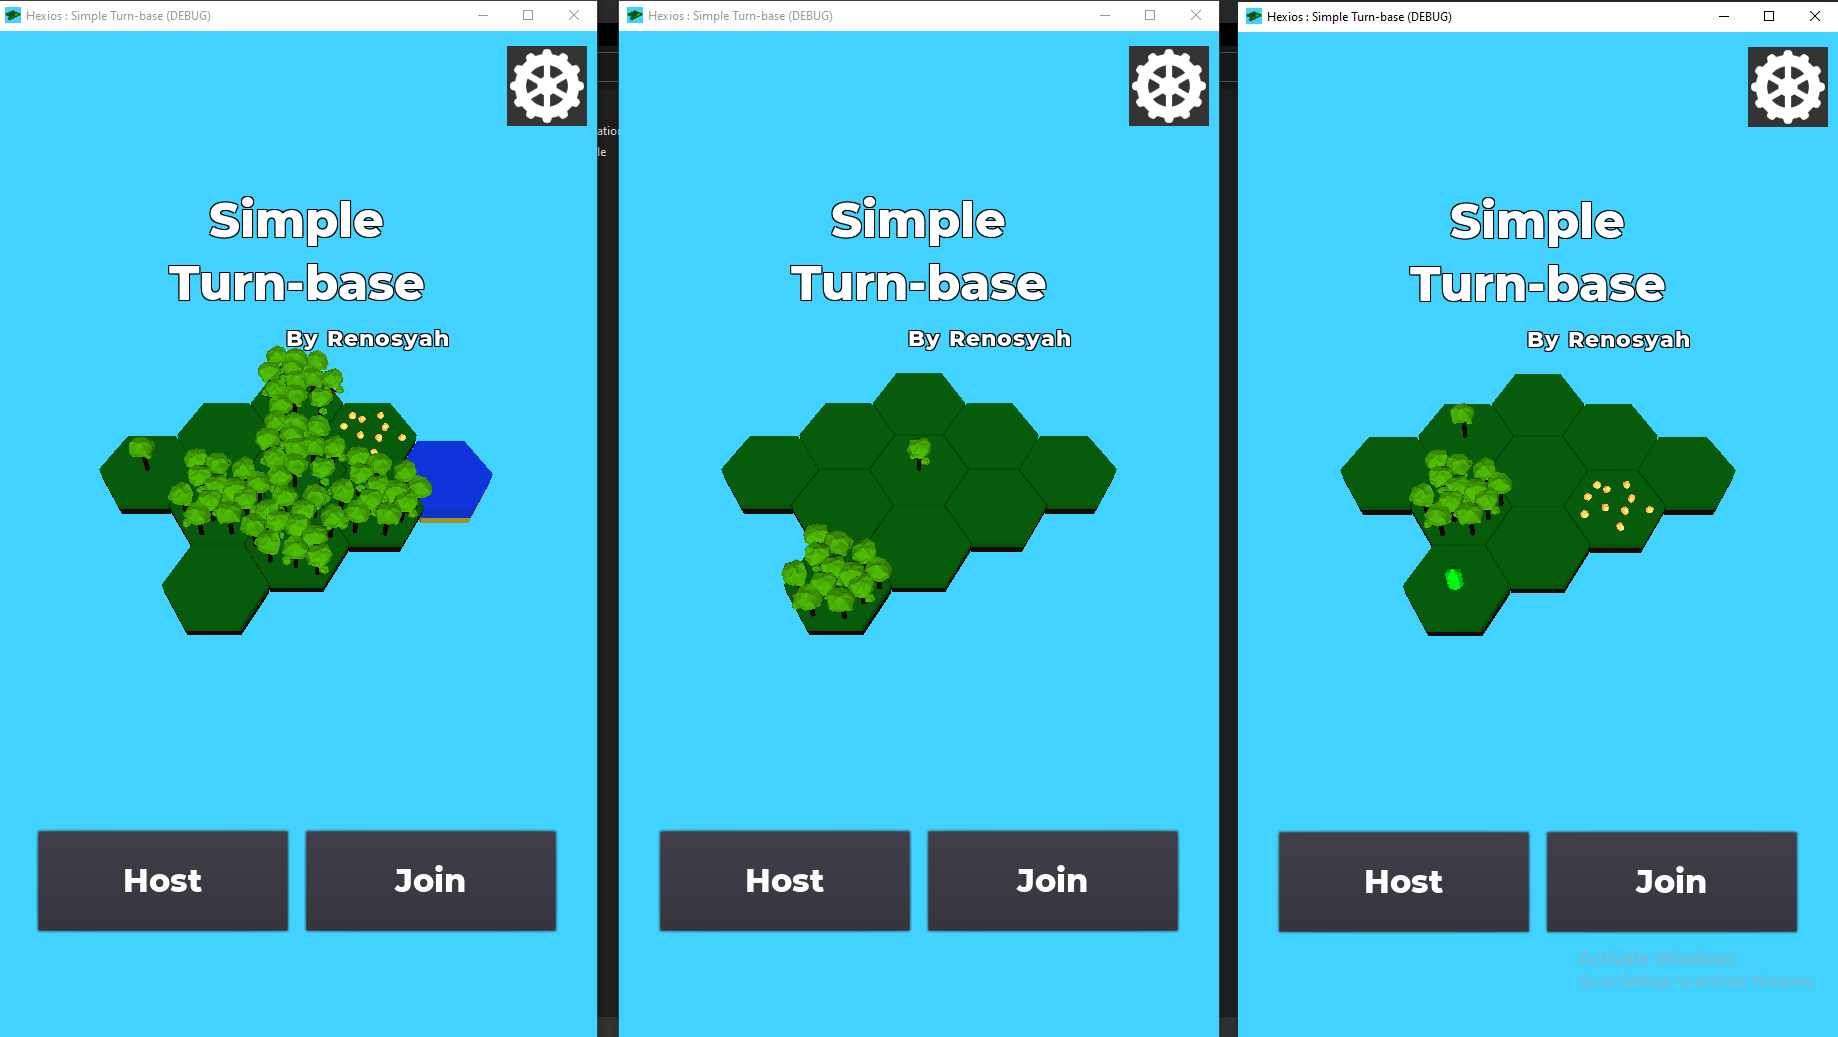 Hexios : Simple Turn-base (DEBUG)
Simple
Turn-base
By Renosyah
Host
Join
Hexios : Simple Turn-base (DEBUG)
ation
le
Simple
Turn-base
By Renosyah
Host
Join
Hexios : Simple Turn-base (DEBUG)
Simple
Turn-base
By Renosyah
Host
Join
Activate Windows
Go to Settings to activate Windows.